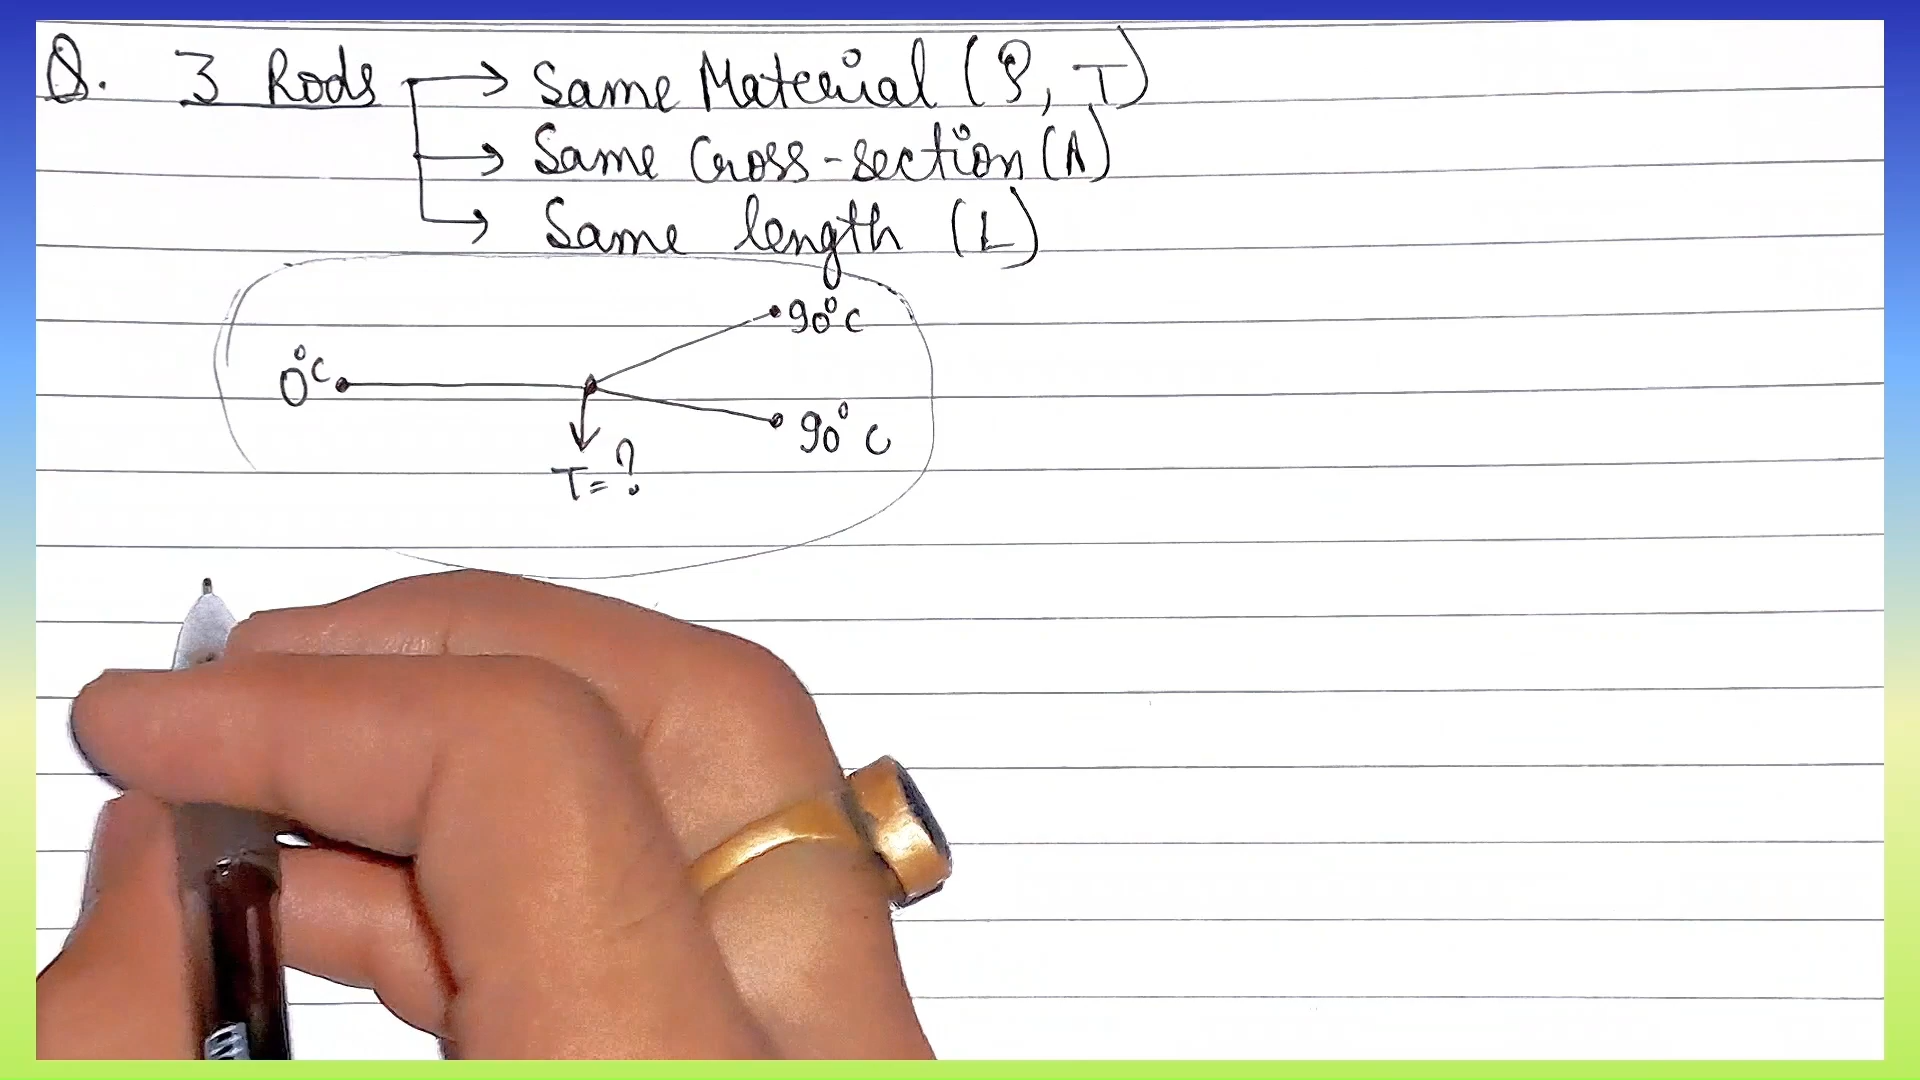 Q. 3 Rods → Same Material (ρ, T)
→ Same Cross-section (A)
→ Same length (L)
90°C
0°C
90°C
T=?